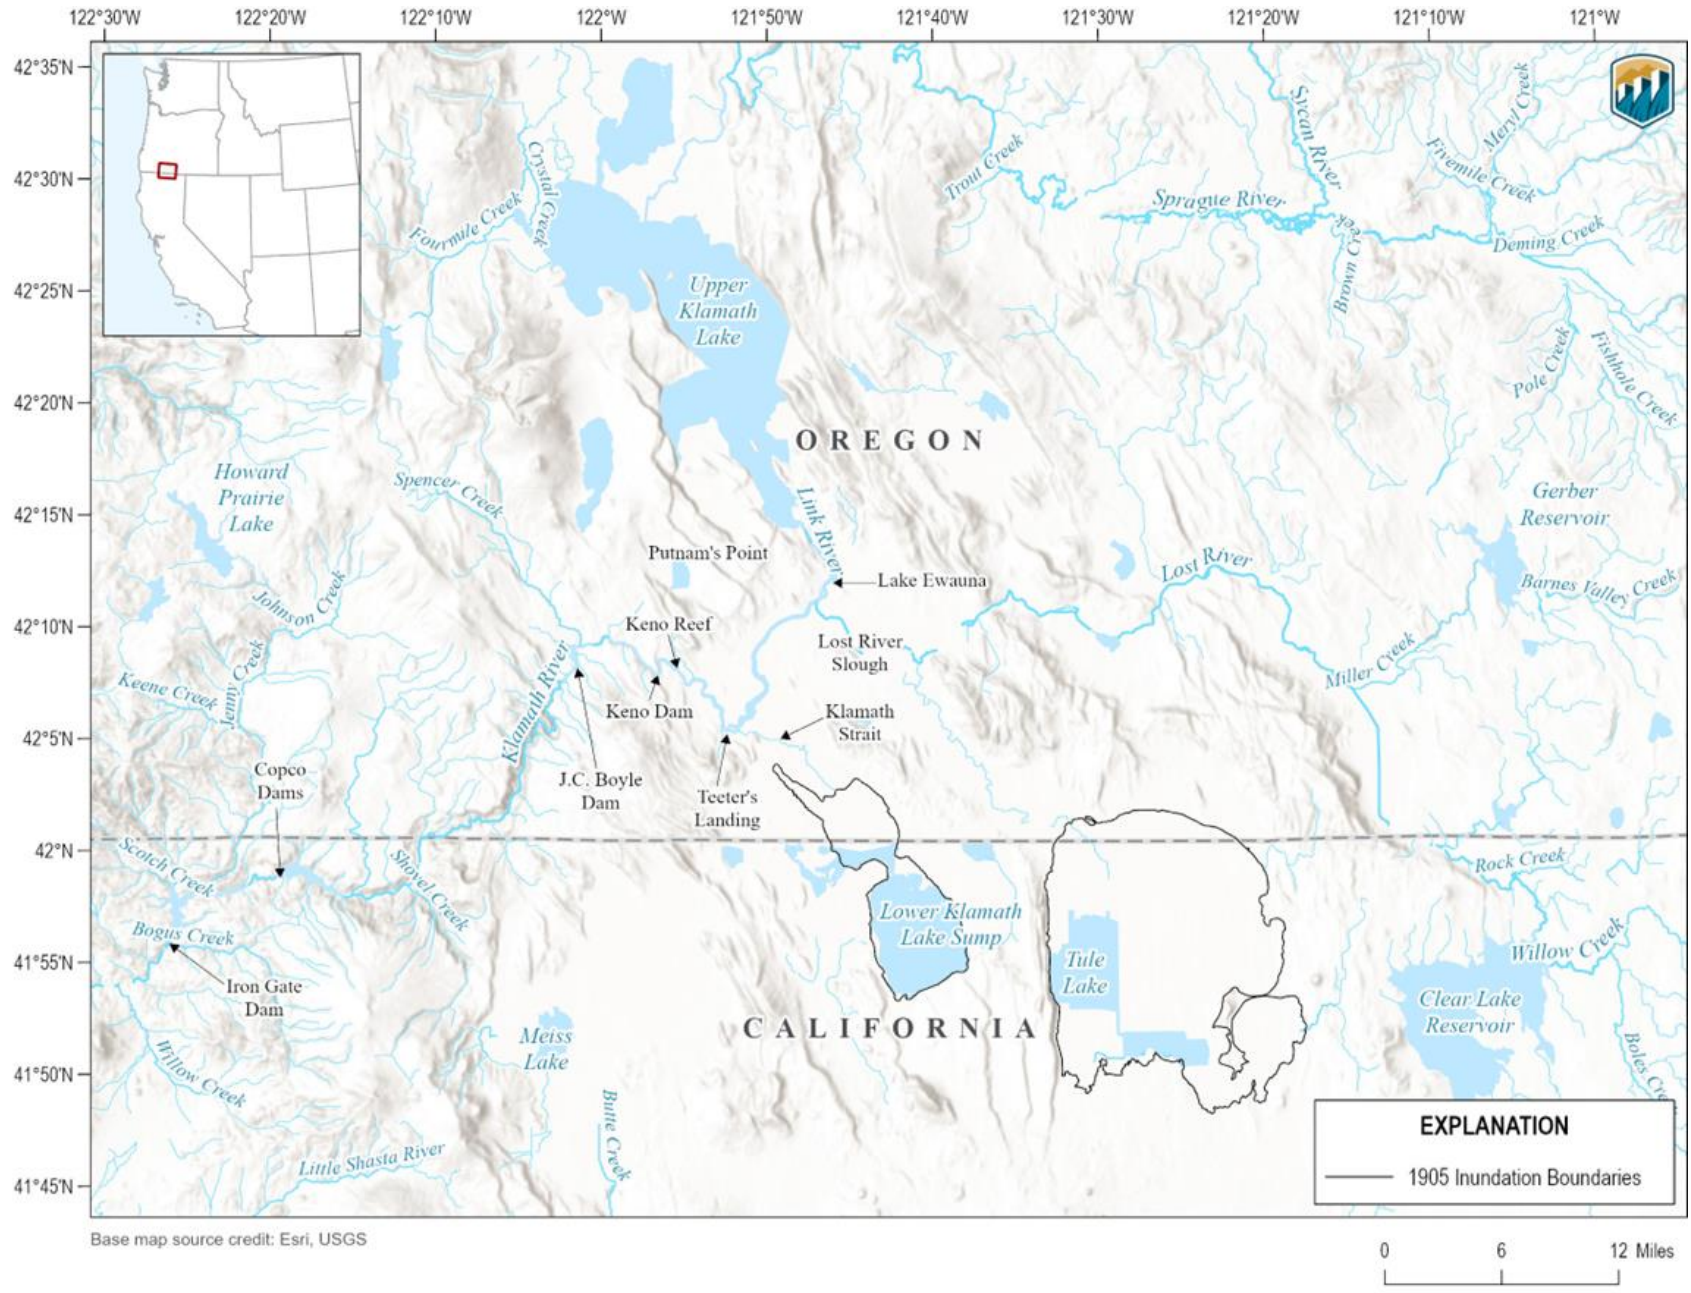 122°30'W 122°20'W 122°10'W 122°W 121°50'W 121°40'W 121°30'W 121°20'W 121°10'W 121°W
42°35'N
42°30'N
42°25'N
42°20'N
42°15'N
42°10'N
42°5'N
42°N
41°55'N
41°50'N
41°45'N
Crystal Creek
Fourmile Creek
Trout Creek
Sycan River
Meryl Creek
Fivemile Creek
Sprague River
Deming Creek
Brown Creek
Upper
Klamath
Lake
Pole Creek
Fishhole Creek
OREGON
Howard
Prairie
Lake
Spencer Creek
Link River
Gerber
Reservoir
Putnam's Point
Lake Ewauna
Lost River
Barnes Valley Creek
Johnson Creek
Keno Reef
Lost River
Slough
Miller Creek
Jenny Creek
Keene Creek
Klamath River
Keno Dam
Klamath
Strait
Copco
Dams
J.C. Boyle
Dam
Teeter's
Landing
Scotch Creek
Shovel Creek
Rock Creek
Bogus Creek
Lower Klamath
Lake Sump
Willow Creek
Tule
Lake
Iron Gate
Dam
Clear Lake
Reservoir
CALIFORNIA
Meiss
Lake
Willow Creek
Boles Cre
Butte Creek
Little Shasta River
EXPLANATION
1905 Inundation Boundaries
Base map source credit: Esri, USGS
0 6 12 Miles